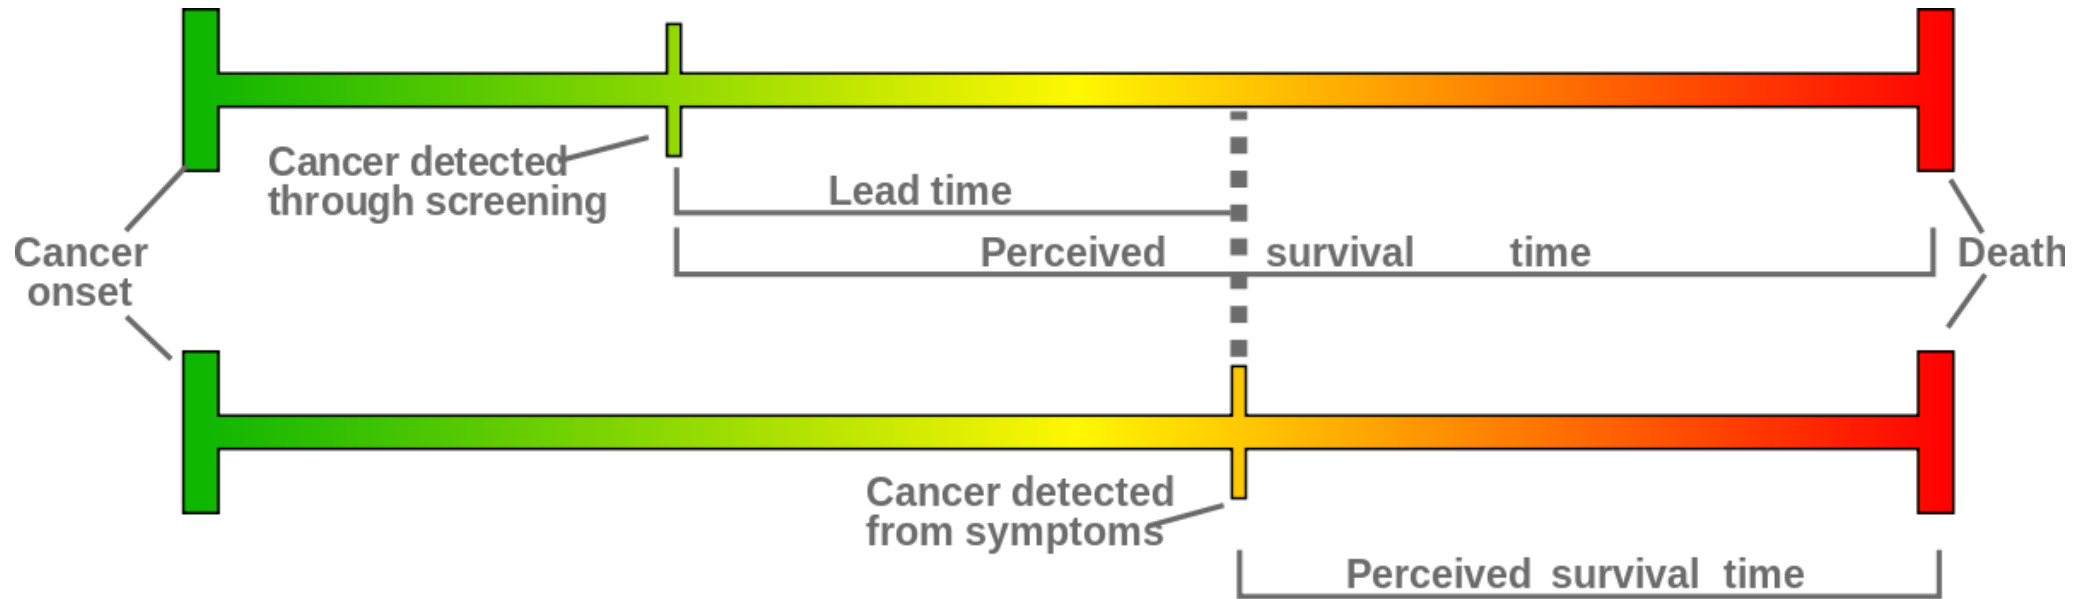 Cancer detected
through screening
Lead time
Cancer
onset
Perceived survival time
Death
Cancer detected
from symptoms
Perceived survival time